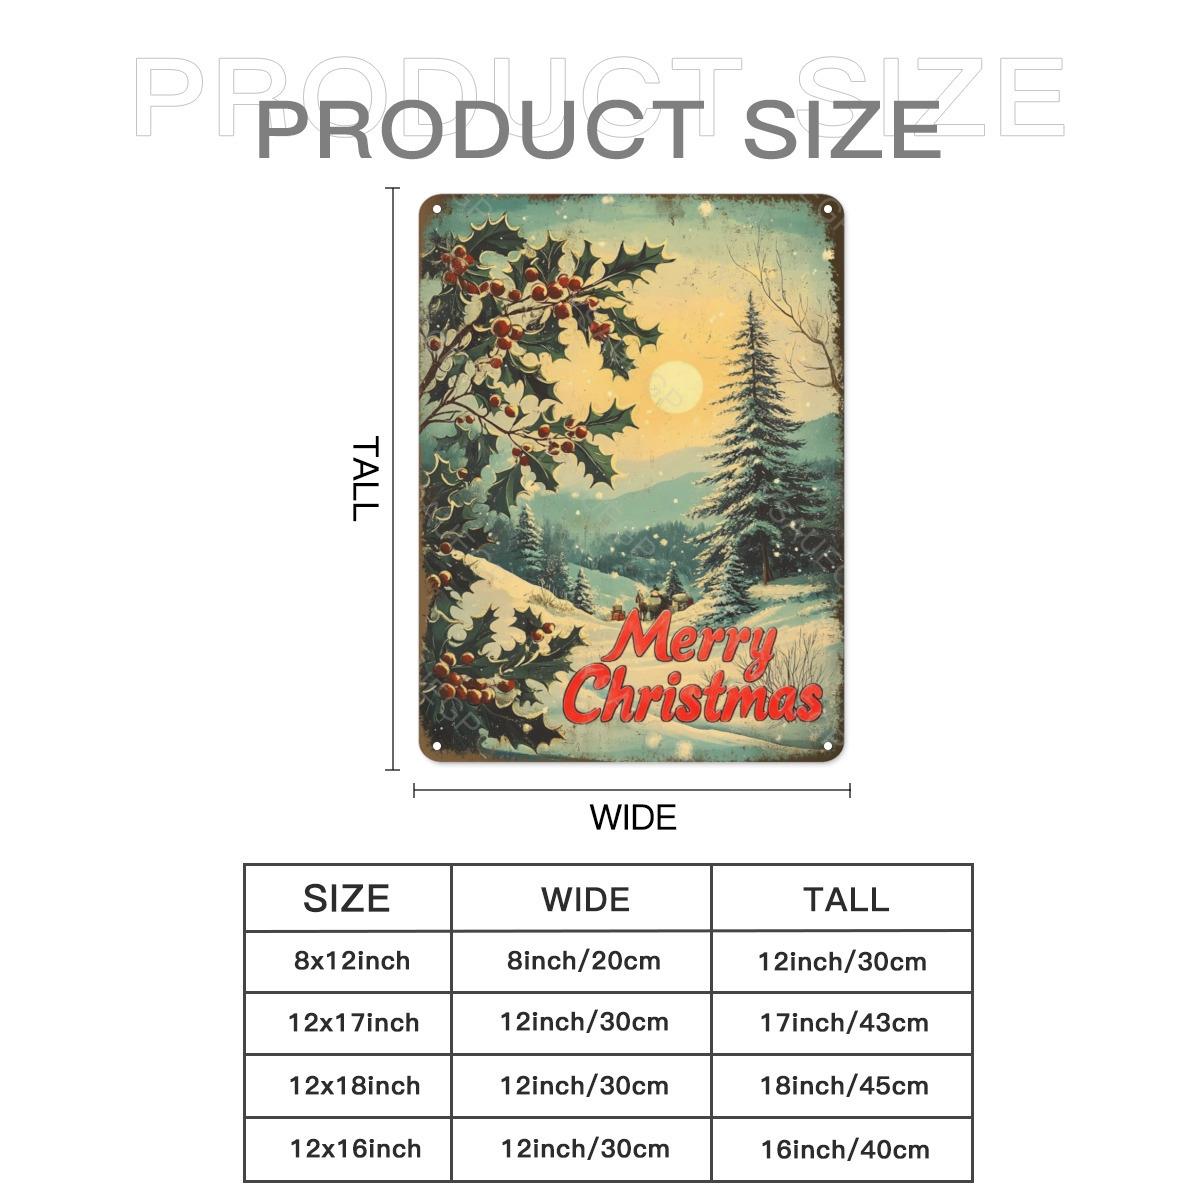 PRODUCT SIZE
PRODUCT SIZE
TALL
Merry
Christmas
WIDE
SIZE WIDE TALL
8x12inch 8inch/20cm 12inch/30cm
12x17inch 12inch/30cm 17inch/43cm
12x18inch 12inch/30cm 18inch/45cm
12x16inch 12inch/30cm 16inch/40cm